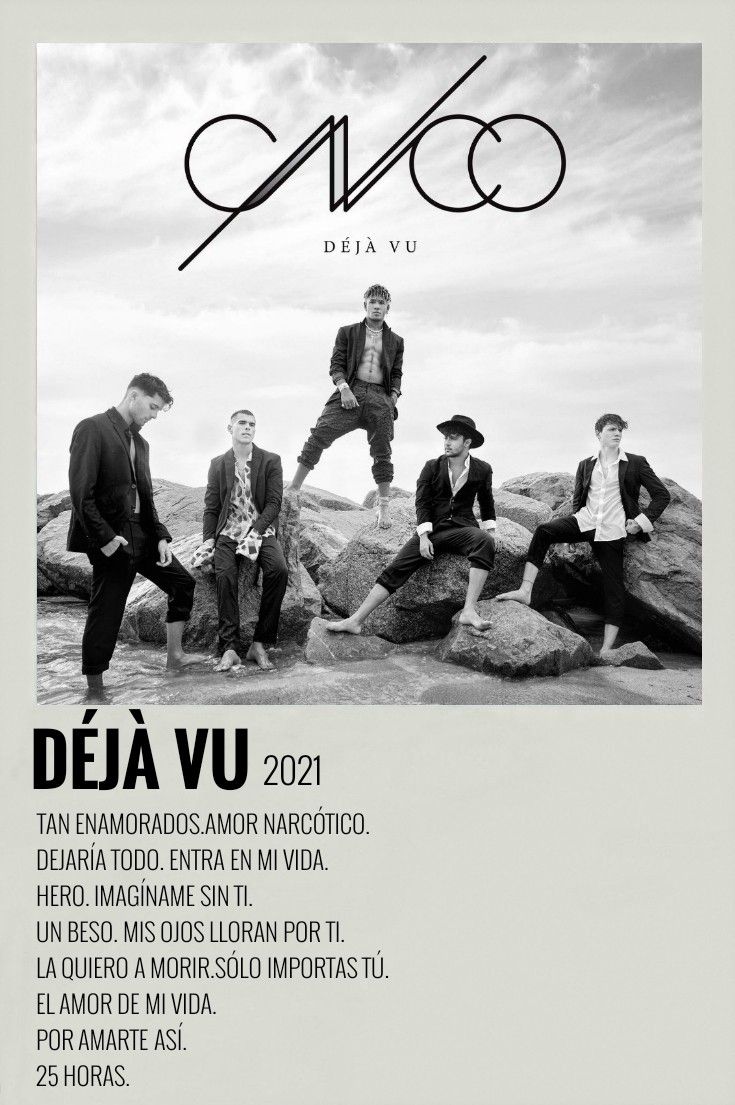 CNCO
DÉJÀ VU
DÉJÀ VU 2021
TAN ENAMORADOS.AMOR NARCÓTICO.
DEJARÍA TODO. ENTRA EN MI VIDA.
HERO. IMAGÍNAME SIN TI.
UN BESO. MIS OJOS LLORAN POR TI.
LA QUIERO A MORIR.SÓLO IMPORTAS TÚ.
EL AMOR DE MI VIDA.
POR AMARTE ASÍ.
25 HORAS.